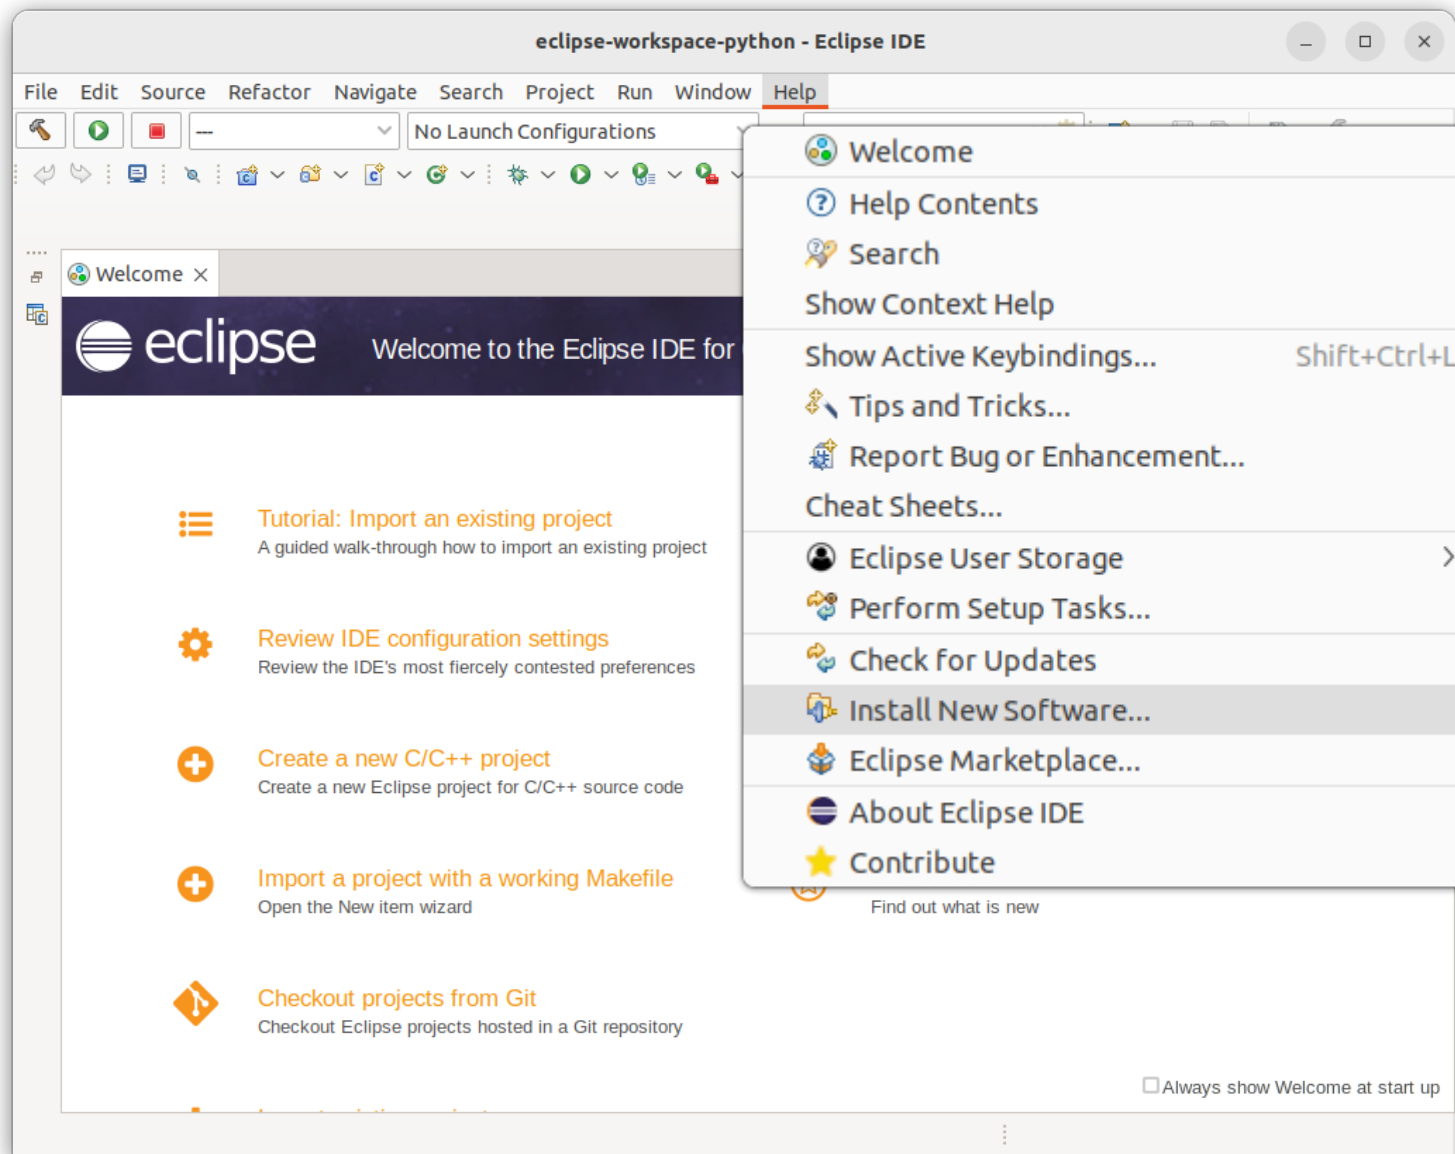 eclipse-workspace-python - Eclipse IDE
File Edit Source Refactor Navigate Search Project Run Window Help
--- No Launch Configurations
Welcome
Help Contents
Search
Show Context Help
Show Active Keybindings... Shift+Ctrl+L
Tips and Tricks...
Report Bug or Enhancement...
Cheat Sheets...
Eclipse User Storage
Perform Setup Tasks...
Check for Updates
Install New Software...
Eclipse Marketplace...
About Eclipse IDE
Contribute
Welcome
eclipse Welcome to the Eclipse IDE for
Tutorial: Import an existing project
A guided walk-through how to import an existing project
Review IDE configuration settings
Review the IDE's most fiercely contested preferences
Create a new C/C++ project
Create a new Eclipse project for C/C++ source code
Import a project with a working Makefile
Open the New item wizard
Find out what is new
Checkout projects from Git
Checkout Eclipse projects hosted in a Git repository
Always show Welcome at start up